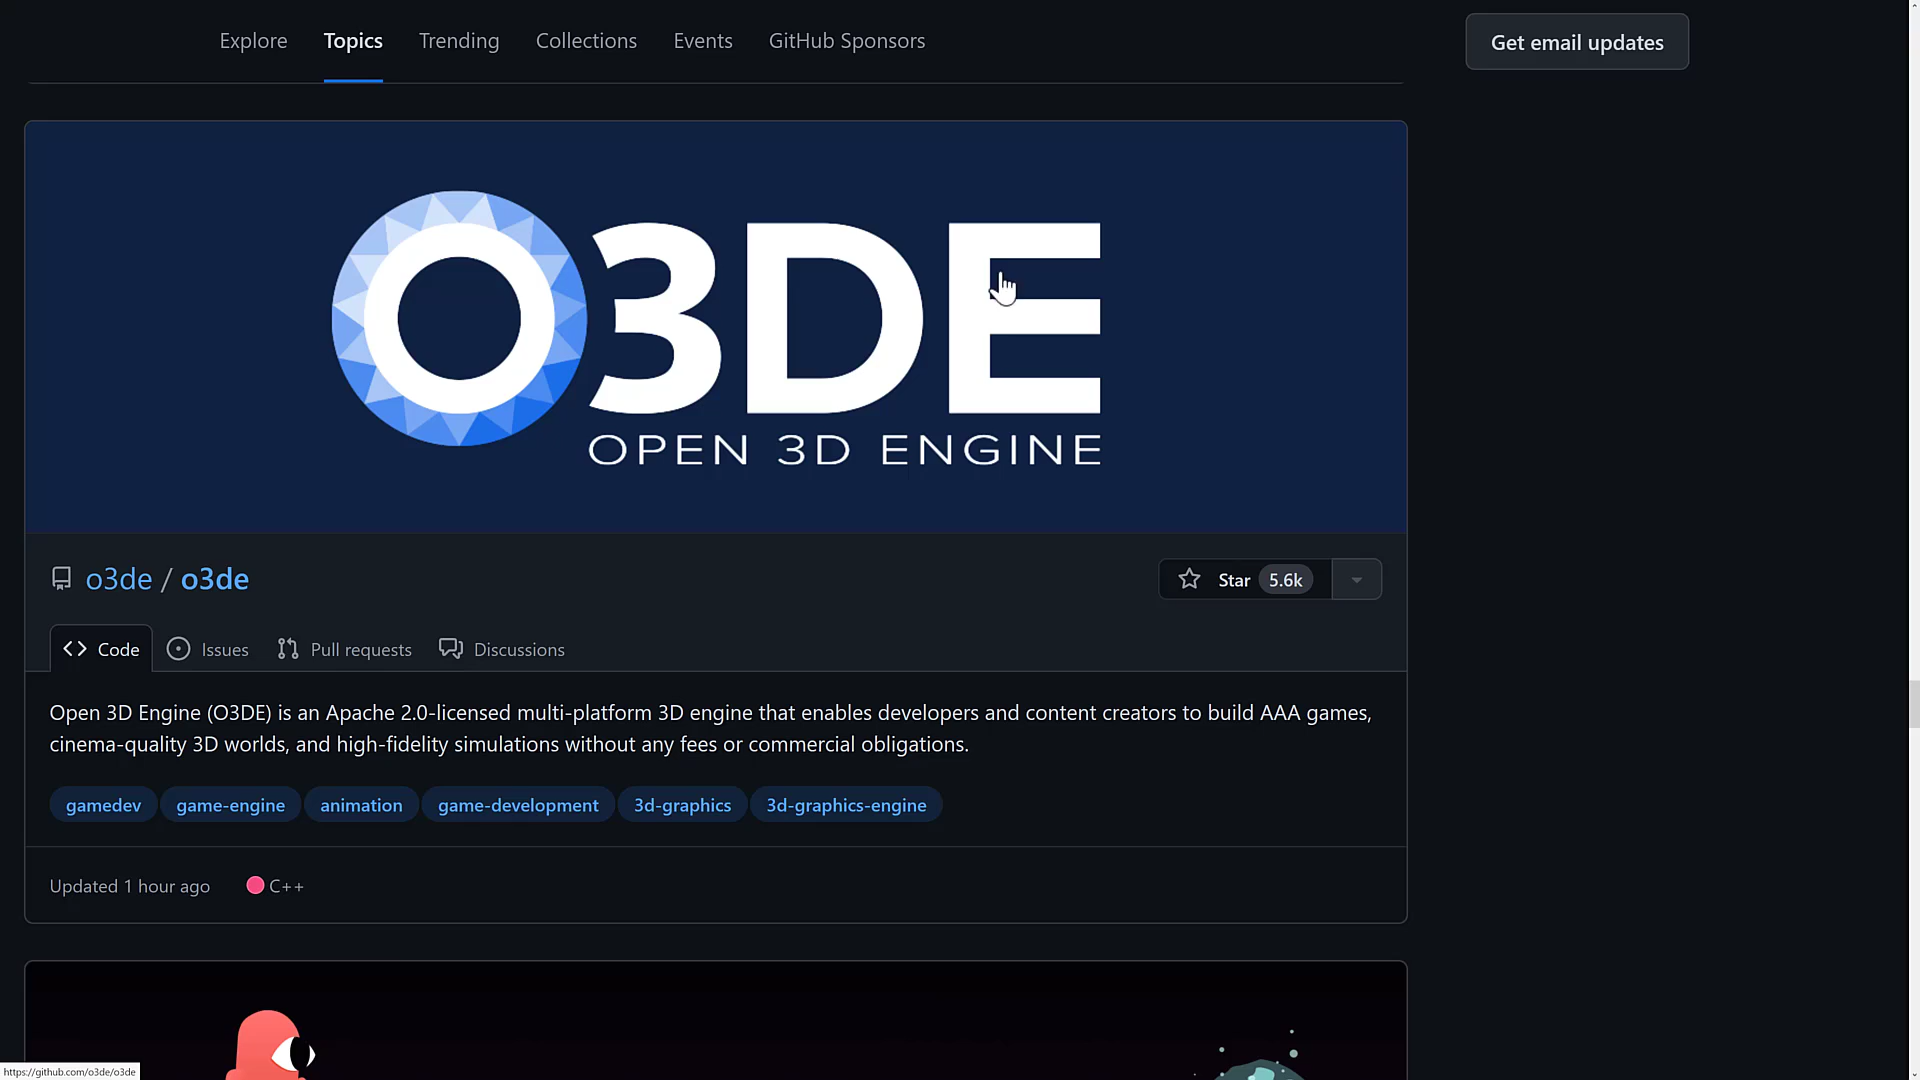 Explore Topics Trending Collections Events GitHub Sponsors Get email updates
O3DE
OPEN 3D ENGINE
o3de / o3de Star 5.6k
Code Issues Pull requests Discussions
Open 3D Engine (O3DE) is an Apache 2.0-licensed multi-platform 3D engine that enables developers and content creators to build AAA games,
cinema-quality 3D worlds, and high-fidelity simulations without any fees or commercial obligations.
gamedev game-engine animation game-development 3d-graphics 3d-graphics-engine
Updated 1 hour ago C++
https://github.com/o3de/o3de